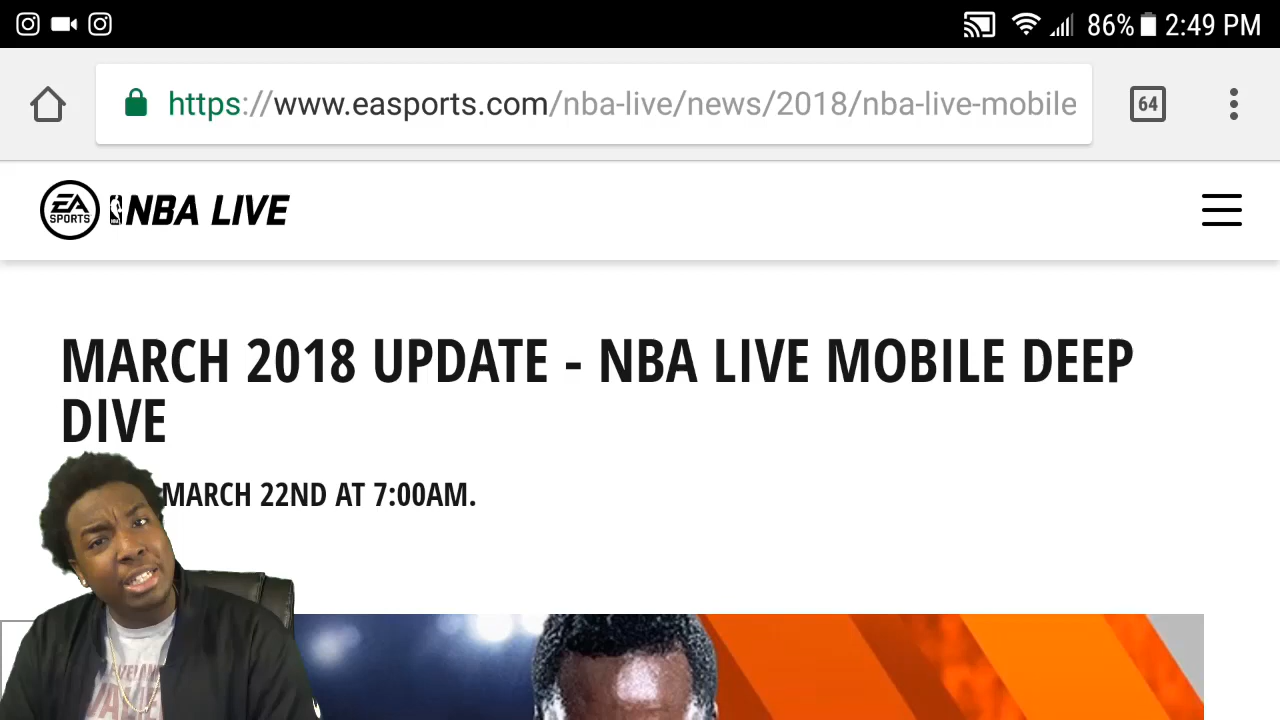 86% 2:49 PM
https://www.easports.com/nba-live/news/2018/nba-live-mobile
64
EA SPORTS NBA LIVE
MARCH 2018 UPDATE - NBA LIVE MOBILE DEEP
DIVE
MARCH 22ND AT 7:00AM.